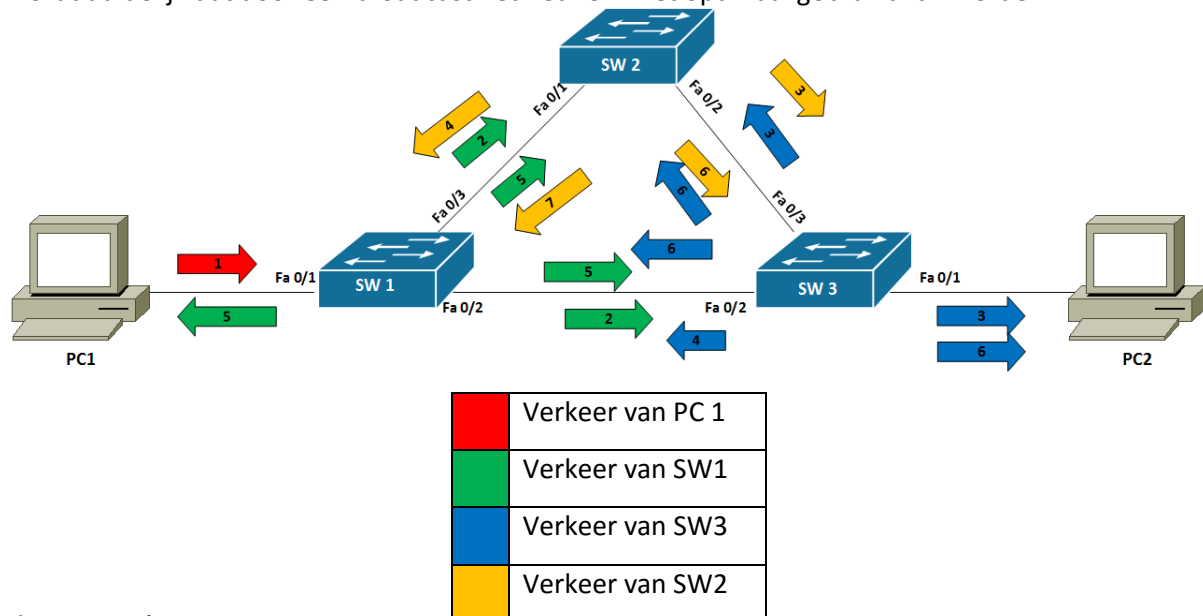 SW 2
Fa 0/1
Fa 0/2
3
4
2
3
5
6
6
7
Fa 0/3
Fa 0/3
1
Fa 0/1
SW 1
5
6
SW 3
Fa 0/1
Fa 0/2
2
Fa 0/2
5
4
3
6
PC1
PC2
Verkeer van PC 1
Verkeer van SW1
Verkeer van SW3
Verkeer van SW2